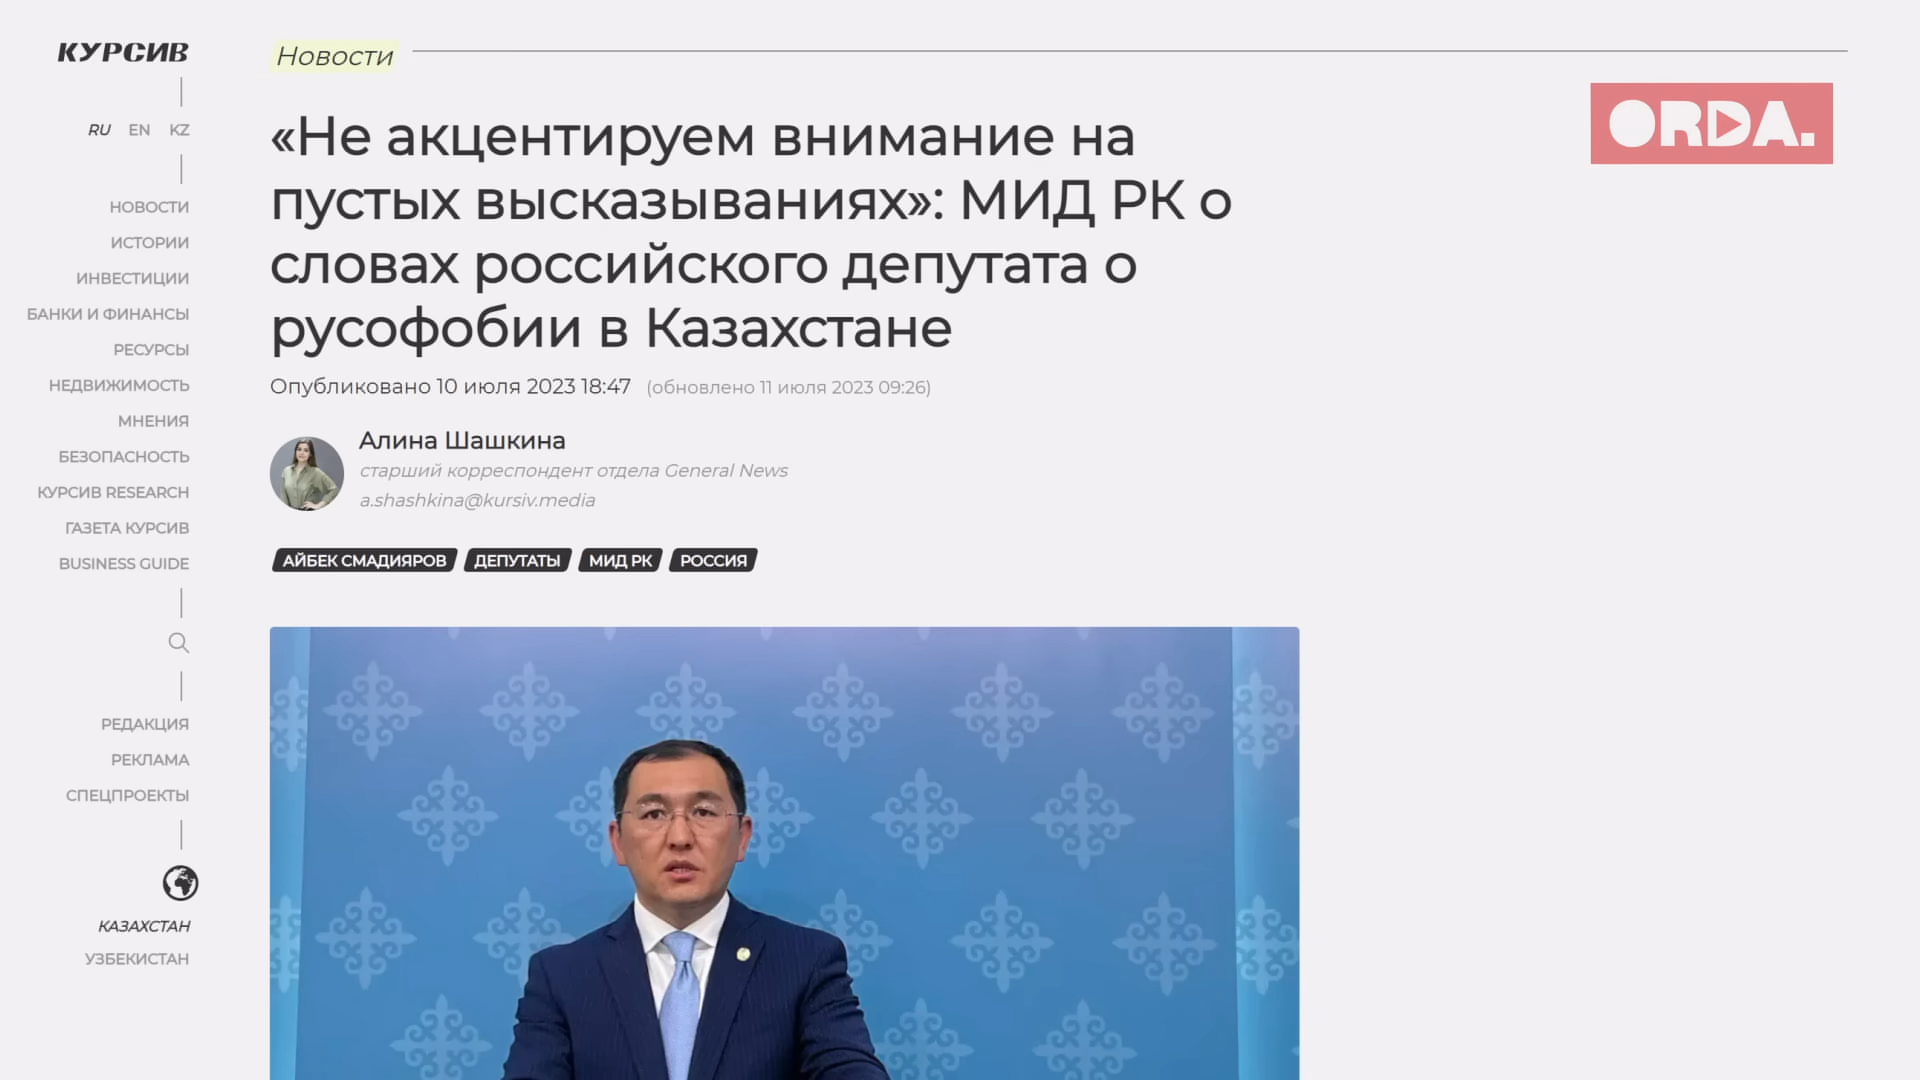 КУРСИВ
RU EN KZ
НОВОСТИ
ИСТОРИИ
ИНВЕСТИЦИИ
БАНКИ И ФИНАНСЫ
РЕСУРСЫ
НЕДВИЖИМОСТЬ
МНЕНИЯ
БЕЗОПАСНОСТЬ
КУРСИВ RESEARCH
ГАЗЕТА КУРСИВ
BUSINESS GUIDE
РЕДАКЦИЯ
РЕКЛАМА
СПЕЦПРОЕКТЫ
КАЗАХСТАН
УЗБЕКИСТАН
Новости
ORDA.
«Не акцентируем внимание на
пустых высказываниях»: МИД РК о
словах российского депутата о
русофобии в Казахстане
Опубликовано 10 июля 2023 18:47 (обновлено 11 июля 2023 09:26)
Алина Шашкина
старший корреспондент отдела General News
a.shashkina@kursiv.media
АЙБЕК СМАДИЯРОВ ДЕПУТАТЫ МИД РК РОССИЯ